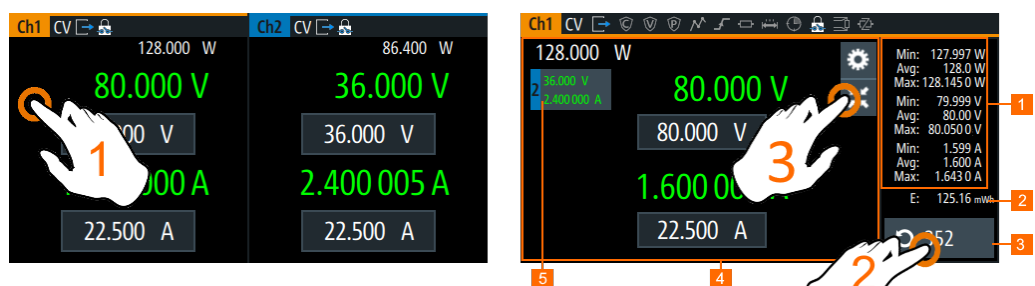 Ch1 CV
128.000 W
80.000 V
V
A
22.500 A
1
Ch2 CV
86.400 W
36.000 V
36.000 V
2.400 005 A
22.500 A
Ch1 CV
128.000 W
2 36.000 V
2.400 000 A
80.000 V
80.000 V
1.600
22.500 A
3
Min: 127.997 W
Avg: 128.0 W
Max: 128.145 0 W
Min: 79.999 V
Avg: 80.00 V
Max: 80.050 0 V
Min: 1.599 A
Avg: 1.600 A
Max: 1.643 0 A
E: 125.16 mWh
2
1
2
3
4
5